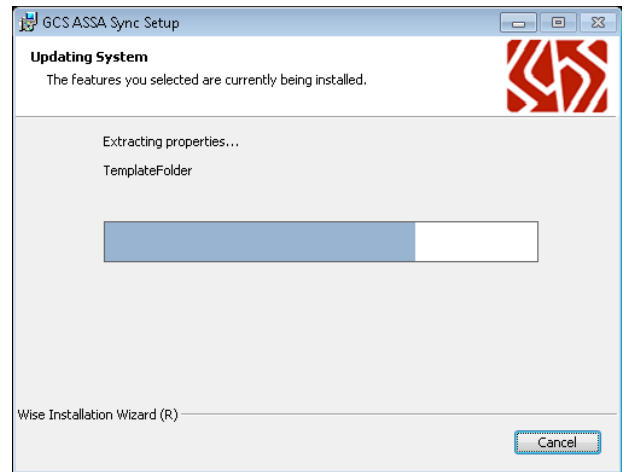 GCS ASSA Sync Setup
Updating System
The features you selected are currently being installed.
Extracting properties...
TemplateFolder
Wise Installation Wizard (R)
Cancel